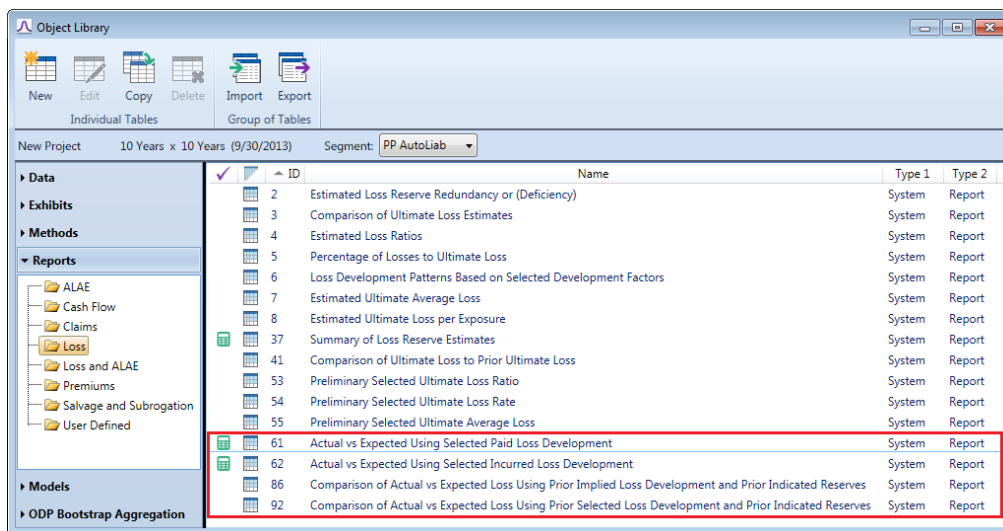 Object Library
New Edit Copy Delete Import Export
Individual Tables Group of Tables
New Project 10 Years x 10 Years (9/30/2013) Segment: PP AutoLiab
Data
Exhibits
Methods
Reports
ALAE
Cash Flow
Claims
Loss
Loss and ALAE
Premiums
Salvage and Subrogation
User Defined
Models
ODP Bootstrap Aggregation
ID Name Type 1 Type 2
2 Estimated Loss Reserve Redundancy or (Deficiency) System Report
3 Comparison of Ultimate Loss Estimates System Report
4 Estimated Loss Ratios System Report
5 Percentage of Losses to Ultimate Loss System Report
6 Loss Development Patterns Based on Selected Development Factors System Report
7 Estimated Ultimate Average Loss System Report
8 Estimated Ultimate Loss per Exposure System Report
37 Summary of Loss Reserve Estimates System Report
41 Comparison of Ultimate Loss to Prior Ultimate Loss System Report
53 Preliminary Selected Ultimate Loss Ratio System Report
54 Preliminary Selected Ultimate Loss Rate System Report
55 Preliminary Selected Ultimate Average Loss System Report
61 Actual vs Expected Using Selected Paid Loss Development System Report
62 Actual vs Expected Using Selected Incurred Loss Development System Report
86 Comparison of Actual vs Expected Loss Using Prior Implied Loss Development and Prior Indicated Reserves System Report
92 Comparison of Actual vs Expected Loss Using Prior Selected Loss Development and Prior Indicated Reserves System Report